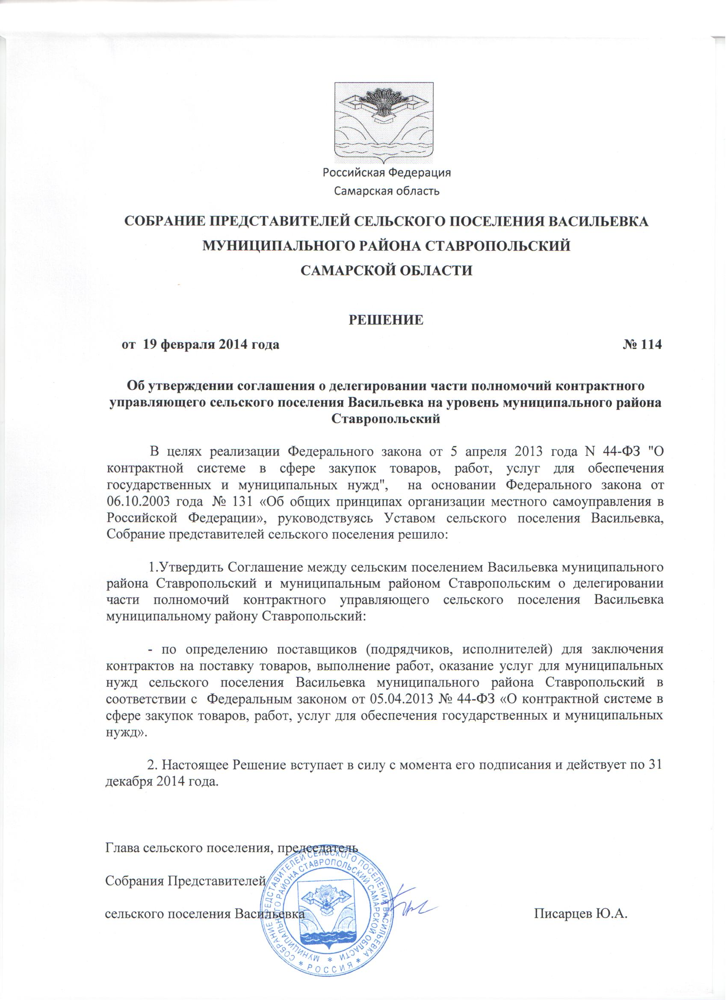 Российская Федерация
Самарская область
СОБРАНИЕ ПРЕДСТАВИТЕЛЕЙ СЕЛЬСКОГО ПОСЕЛЕНИЯ ВАСИЛЬЕВКА
МУНИЦИПАЛЬНОГО РАЙОНА СТАВРОПОЛЬСКИЙ
САМАРСКОЙ ОБЛАСТИ
РЕШЕНИЕ
от 19 февраля 2014 года № 114
Об утверждении соглашения о делегировании части полномочий контрактного
управляющего сельского поселения Васильевка на уровень муниципального района
Ставропольский
В целях реализации Федерального закона от 5 апреля 2013 года N 44-ФЗ "О
контрактной системе в сфере закупок товаров, работ, услуг для обеспечения
государственных и муниципальных нужд", на основании Федерального закона от
06.10.2003 года № 131 «Об общих принципах организации местного самоуправления в
Российской Федерации», руководствуясь Уставом сельского поселения Васильевка,
Собрание представителей сельского поселения решило:
1.Утвердить Соглашение между сельским поселением Васильевка муниципального
района Ставропольский и муниципальным районом Ставропольским о делегировании
части полномочий контрактного управляющего сельского поселения Васильевка
муниципальному району Ставропольский:
- по определению поставщиков (подрядчиков, исполнителей) для заключения
контрактов на поставку товаров, выполнение работ, оказание услуг для муниципальных
нужд сельского поселения Васильевка муниципального района Ставропольский в
соответствии с Федеральным законом от 05.04.2013 № 44-ФЗ «О контрактной системе в
сфере закупок товаров, работ, услуг для обеспечения государственных и муниципальных
нужд».
2. Настоящее Решение вступает в силу с момента его подписания и действует по 31
декабря 2014 года.
Глава сельского поселения, председатель
Собрания Представителей
сельского поселения Васильевка Писарцев Ю.А.
СОБРАНИЕ ПРЕДСТАВИТЕЛЕЙ СЕЛЬСКОГО ПОСЕЛЕНИЯ ВАСИЛЬЕВКА * РОССИЯ *
МУНИЦИПАЛЬНОГО РАЙОНА СТАВРОПОЛЬСКИЙ САМАРСКОЙ ОБЛАСТИ *